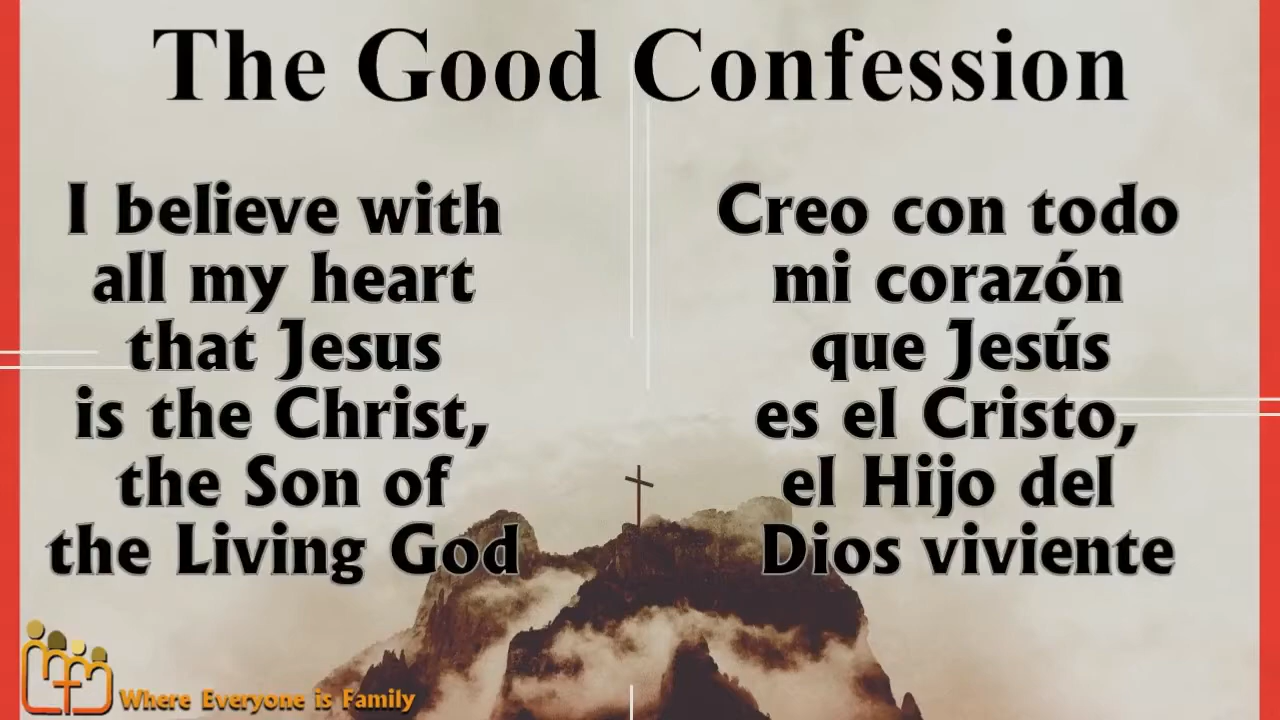 The Good Confession
I believe with
all my heart
that Jesus
is the Christ,
the Son of
the Living God
Creo con todo
mi corazón
que Jesús
es el Cristo,
el Hijo del
Dios viviente
Where Everyone is Family